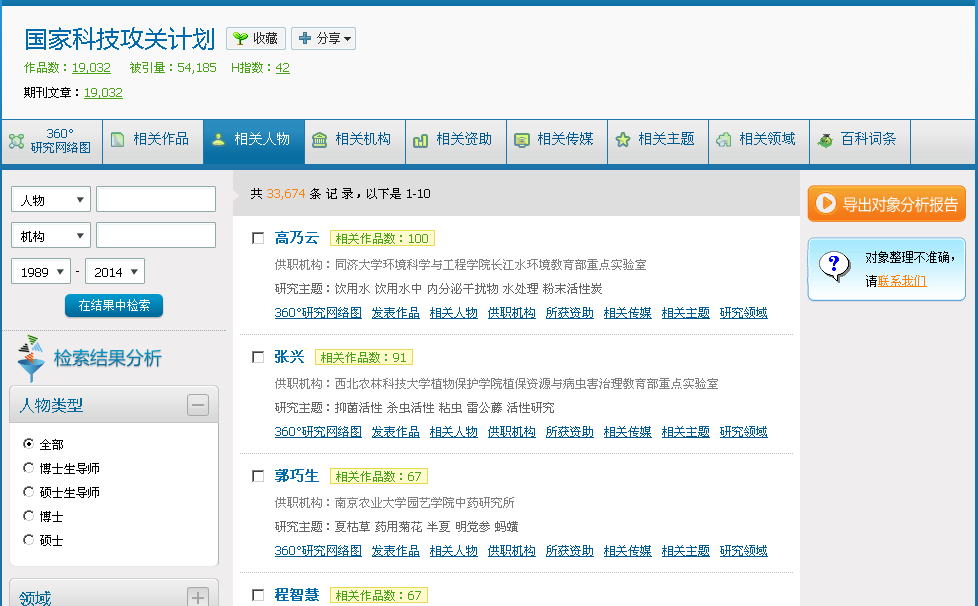 国家科技攻关计划 收藏 分享
作品数：19,032 被引量：54,185 H指数：42
期刊文章：19,032
360°
研究网络图 相关作品 相关人物 相关机构 相关资助 相关传媒 相关主题 相关领域 百科词条
人物
机构
1989 - 2014
在结果中检索
检索结果分析
人物类型
全部
博士生导师
硕士生导师
博士
硕士
领域
共 33,674 条 记 录，以下是 1-10
高乃云 相关作品数：100
供职机构：同济大学环境科学与工程学院长江水环境教育部重点实验室
研究主题：饮用水 饮用水中 内分泌干扰物 水处理 粉末活性炭
360°研究网络图 发表作品 相关人物 供职机构 所获资助 相关传媒 相关主题 研究领域
张兴 相关作品数：91
供职机构：西北农林科技大学植物保护学院植保资源与病虫害治理教育部重点实验室
研究主题：抑菌活性 杀虫活性 粘虫 雷公藤 活性研究
360°研究网络图 发表作品 相关人物 供职机构 所获资助 相关传媒 相关主题 研究领域
郭巧生 相关作品数：67
供职机构：南京农业大学园艺学院中药研究所
研究主题：夏枯草 药用菊花 半夏 明党参 蚂蟥
360°研究网络图 发表作品 相关人物 供职机构 所获资助 相关传媒 相关主题 研究领域
程智慧 相关作品数：67
导出对象分析报告
对象整理不准确，
请联系我们